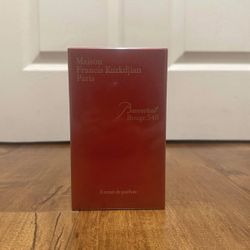 Maison
Francis Kurkdjian
Paris
Baccarat
Rouge 540
Extrait de parfum